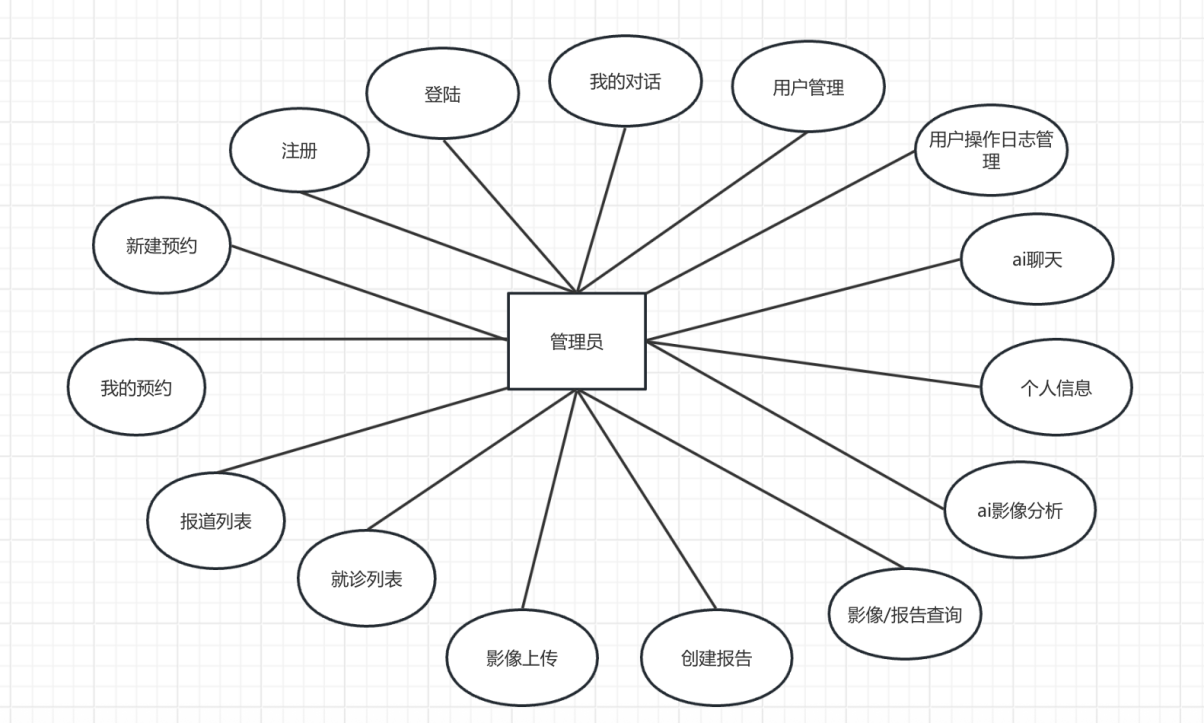 我的对话
用户管理
登陆
用户操作日志管
理
注册
新建预约
ai聊天
管理员
我的预约
个人信息
报道列表
ai影像分析
就诊列表
影像/报告查询
影像上传
创建报告